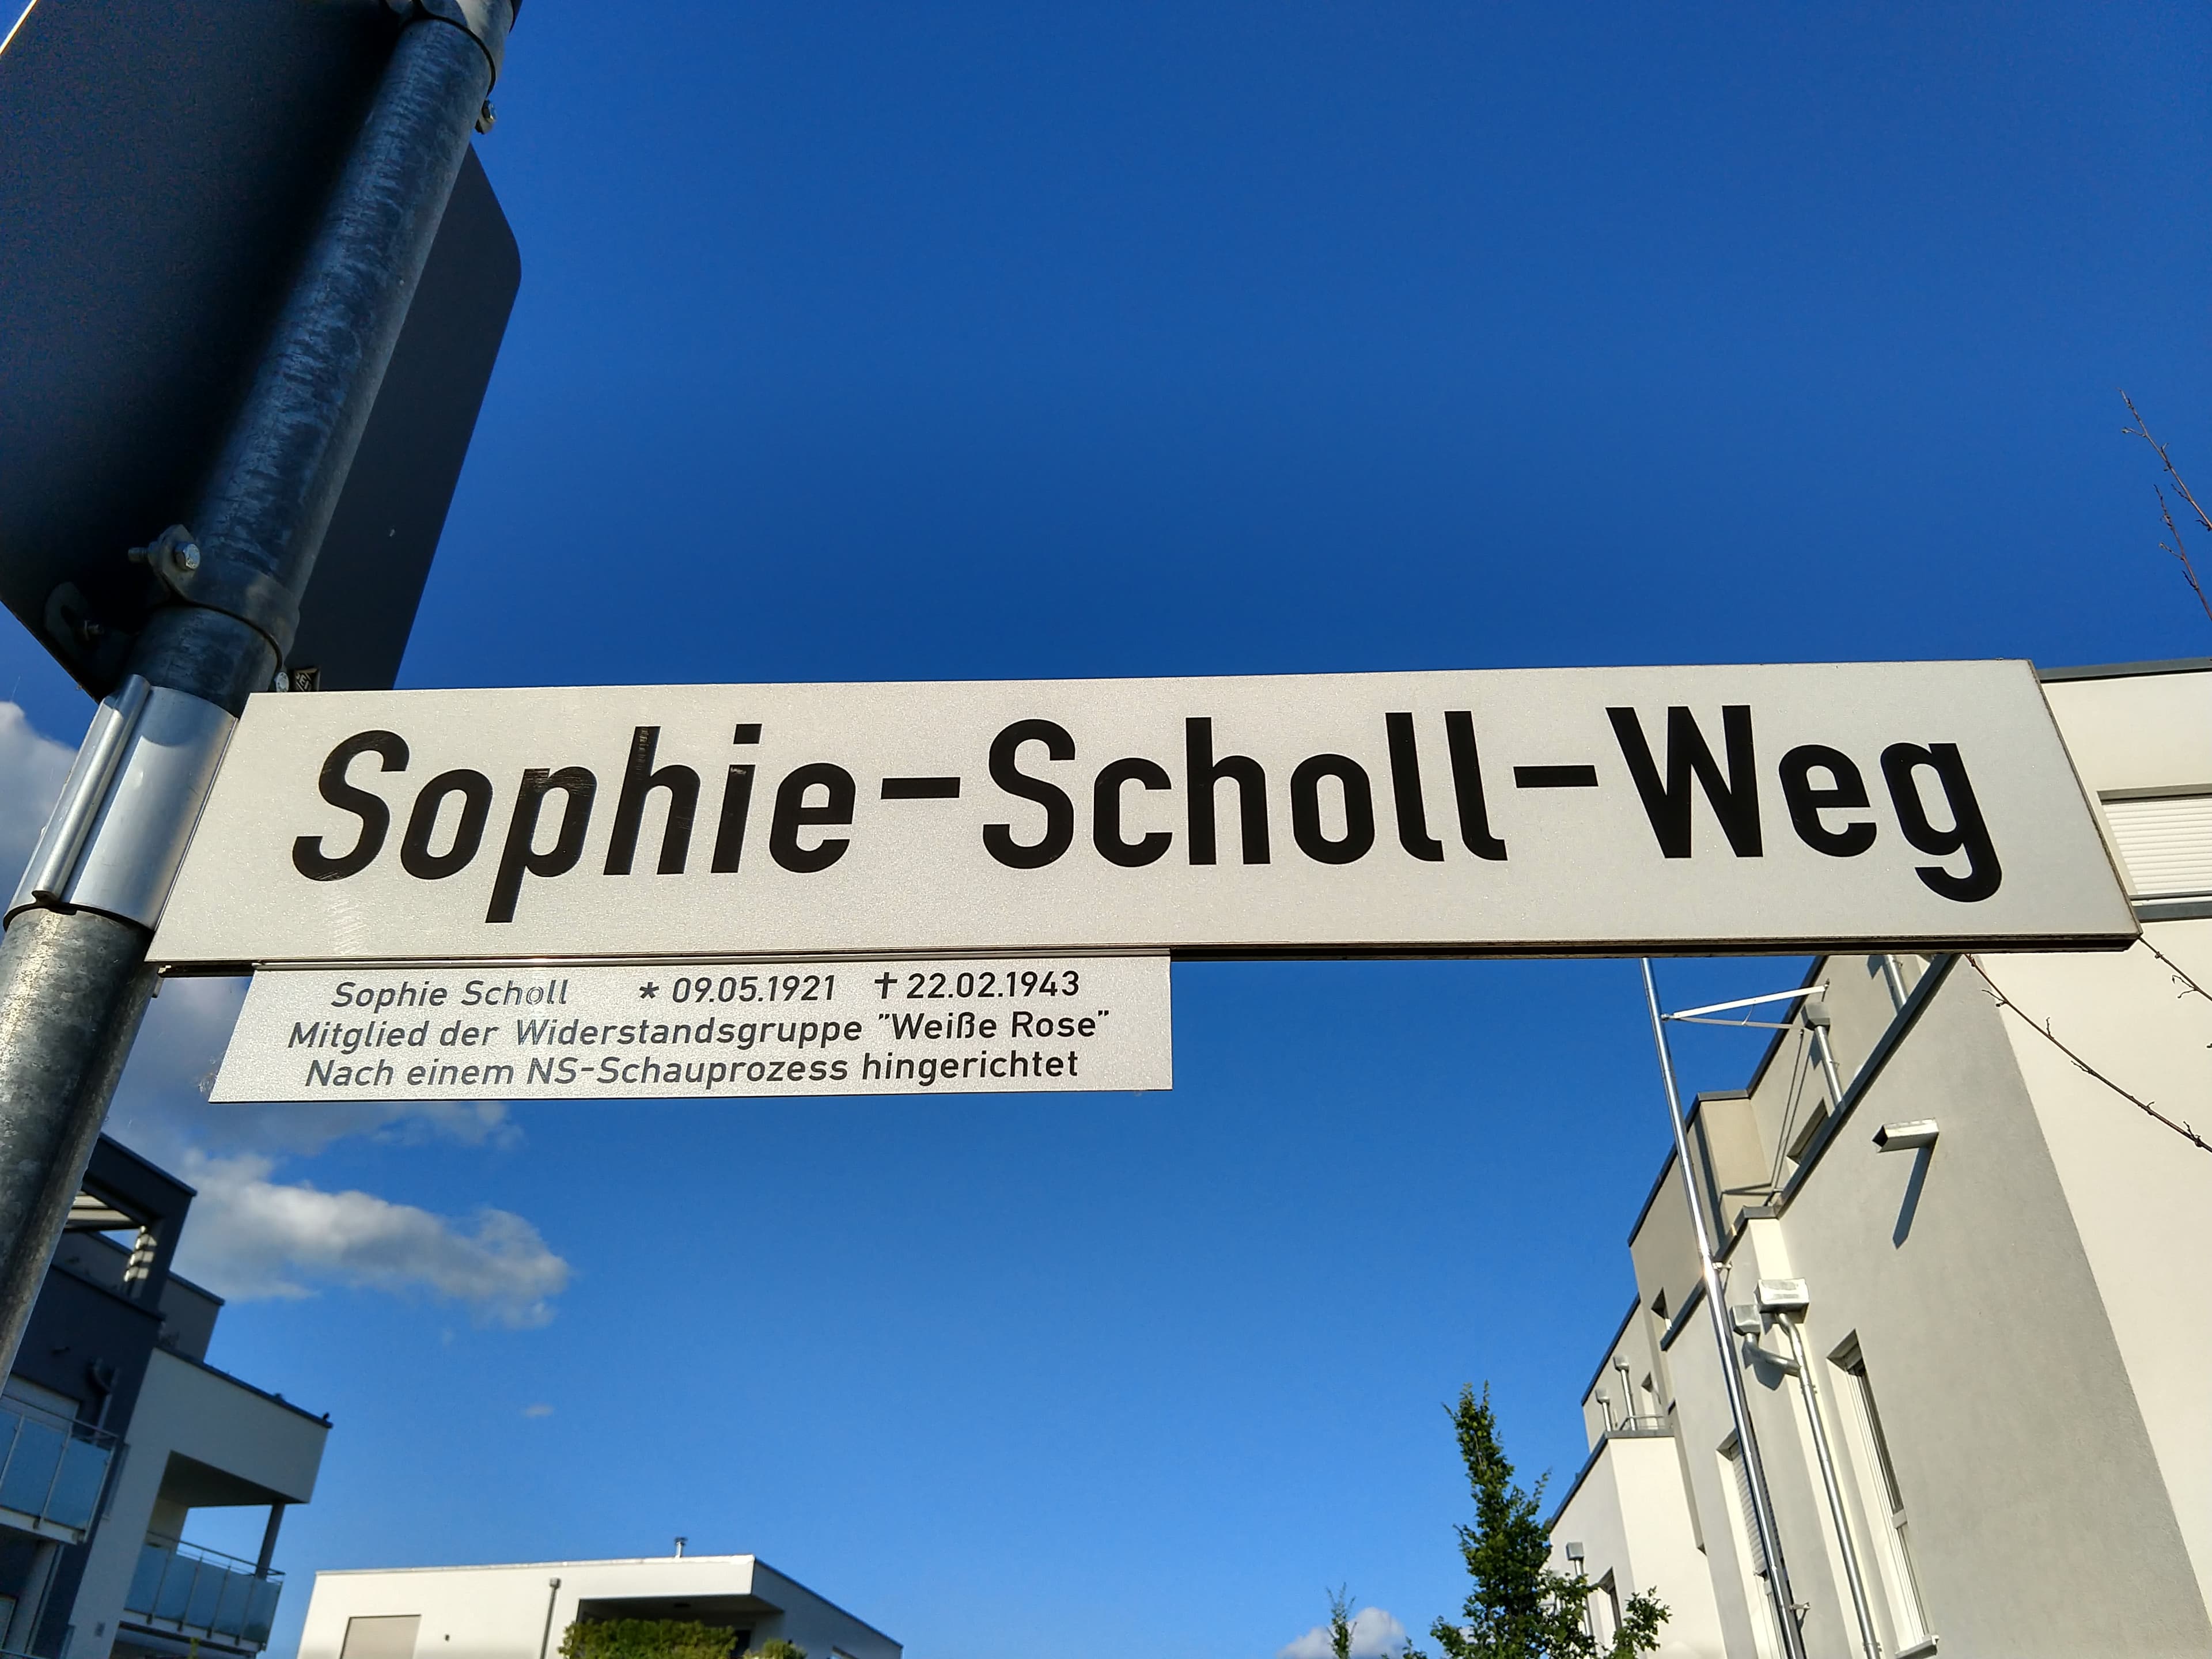 Sophie-Scholl-Weg
Sophie Scholl * 09.05.1921 ✝ 22.02.1943
Mitglied der Widerstandsgruppe "Weiße Rose"
Nach einem NS-Schauprozess hingerichtet